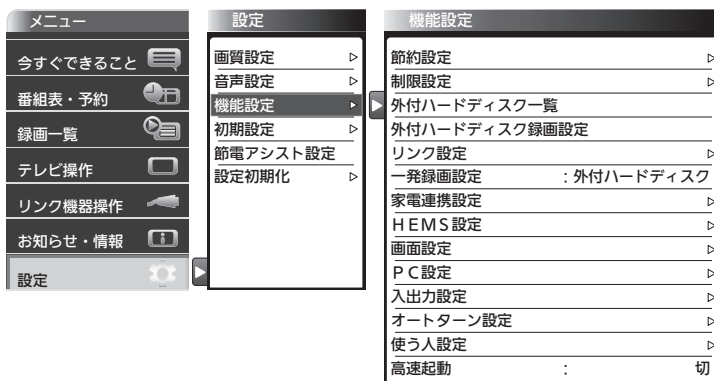 メニュー
今すぐできること
番組表・予約
録画一覧
テレビ操作
リンク機器操作
お知らせ・情報
設定
設定
画質設定
音声設定
機能設定
初期設定
節電アシスト設定
設定初期化
機能設定
節約設定
制限設定
外付ハードディスク一覧
外付ハードディスク録画設定
リンク設定
一発録画設定 : 外付ハードディスク
家電連携設定
ＨＥＭＳ設定
画面設定
ＰＣ設定
入出力設定
オートターン設定
使う人設定
高速起動 : 切